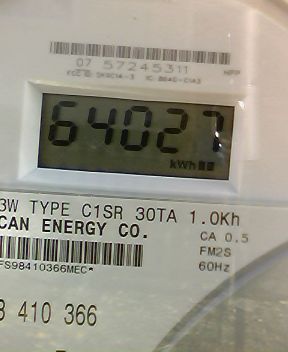 07 57245311
64027
kWh
3W TYPE C1SR 30TA 1.0Kh
CAN ENERGY CO.
CA 0.5
FM2S
60Hz
FS98410366MEC*
410 366